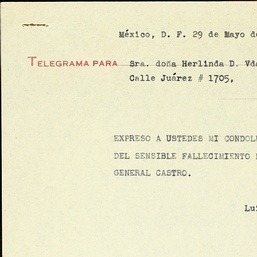 México, D. F. 29 de Mayo de
TELEGRAMA PARA Sra. doña Herlinda D. Vda
Calle Juárez # 1705,
EXPRESO A USTEDES MI CONDOL
DEL SENSIBLE FALLECIMIENTO
GENERAL CASTRO.
Lui